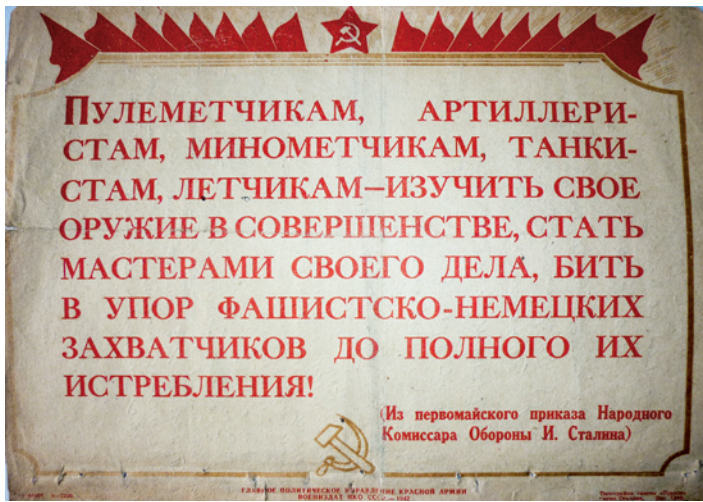 ПУЛЕМЕТЧИКАМ, АРТИЛЛЕРИ-
СТАМ, МИНОМЕТЧИКАМ, ТАНКИ-
СТАМ, ЛЕТЧИКАМ—ИЗУЧИТЬ СВОЕ
ОРУЖИЕ В СОВЕРШЕНСТВЕ, СТАТЬ
МАСТЕРАМИ СВОЕГО ДЕЛА, БИТЬ
В УПОР ФАШИСТСКО-НЕМЕЦКИХ
ЗАХВАТЧИКОВ ДО ПОЛНОГО ИХ
ИСТРЕБЛЕНИЯ!
(Из первомайского приказа Народного
Комиссара Обороны И. Сталина)
ГЛАВНОЕ ПОЛИТИЧЕСКОЕ УПРАВЛЕНИЕ КРАСНОЙ АРМИИ
ВОЕНИЗДАТ НКО СССР — 1942